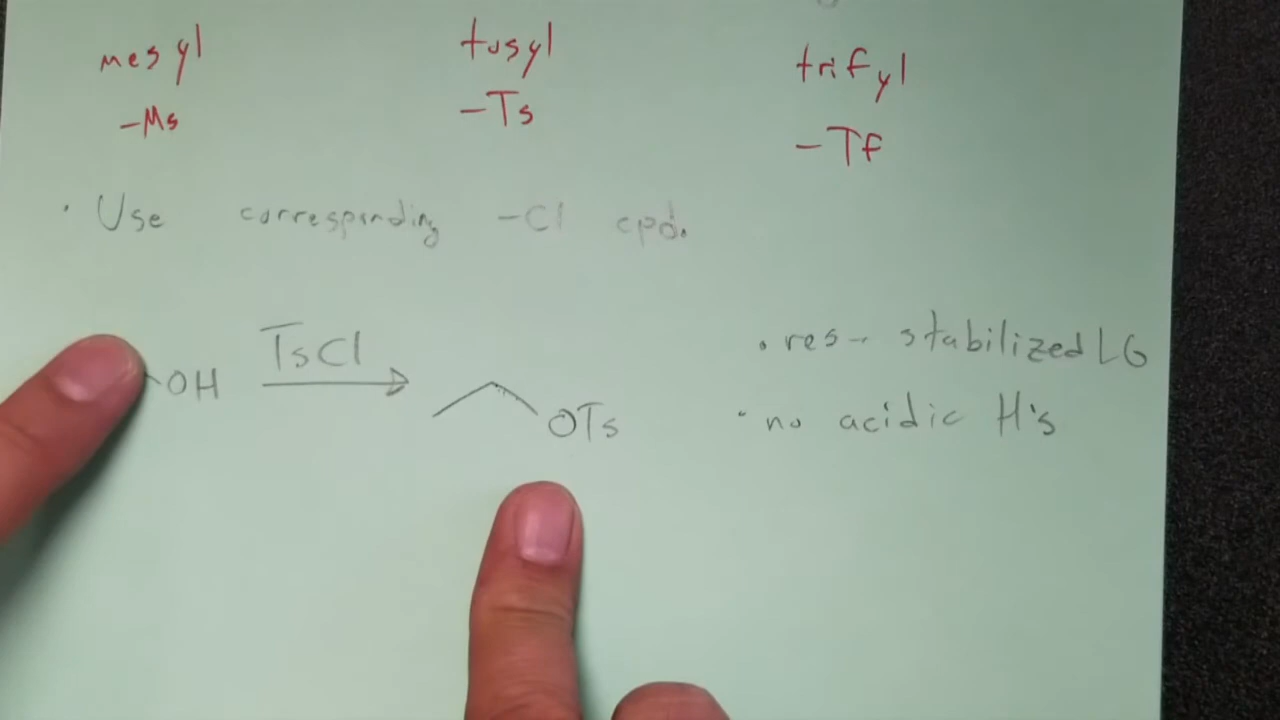 mesyl tosyl trifyl
-Ms -Ts -Tf
· Use corresponding -Cl cpd.
OH TsCl OTs
· res- stabilized LG
· no acidic H's